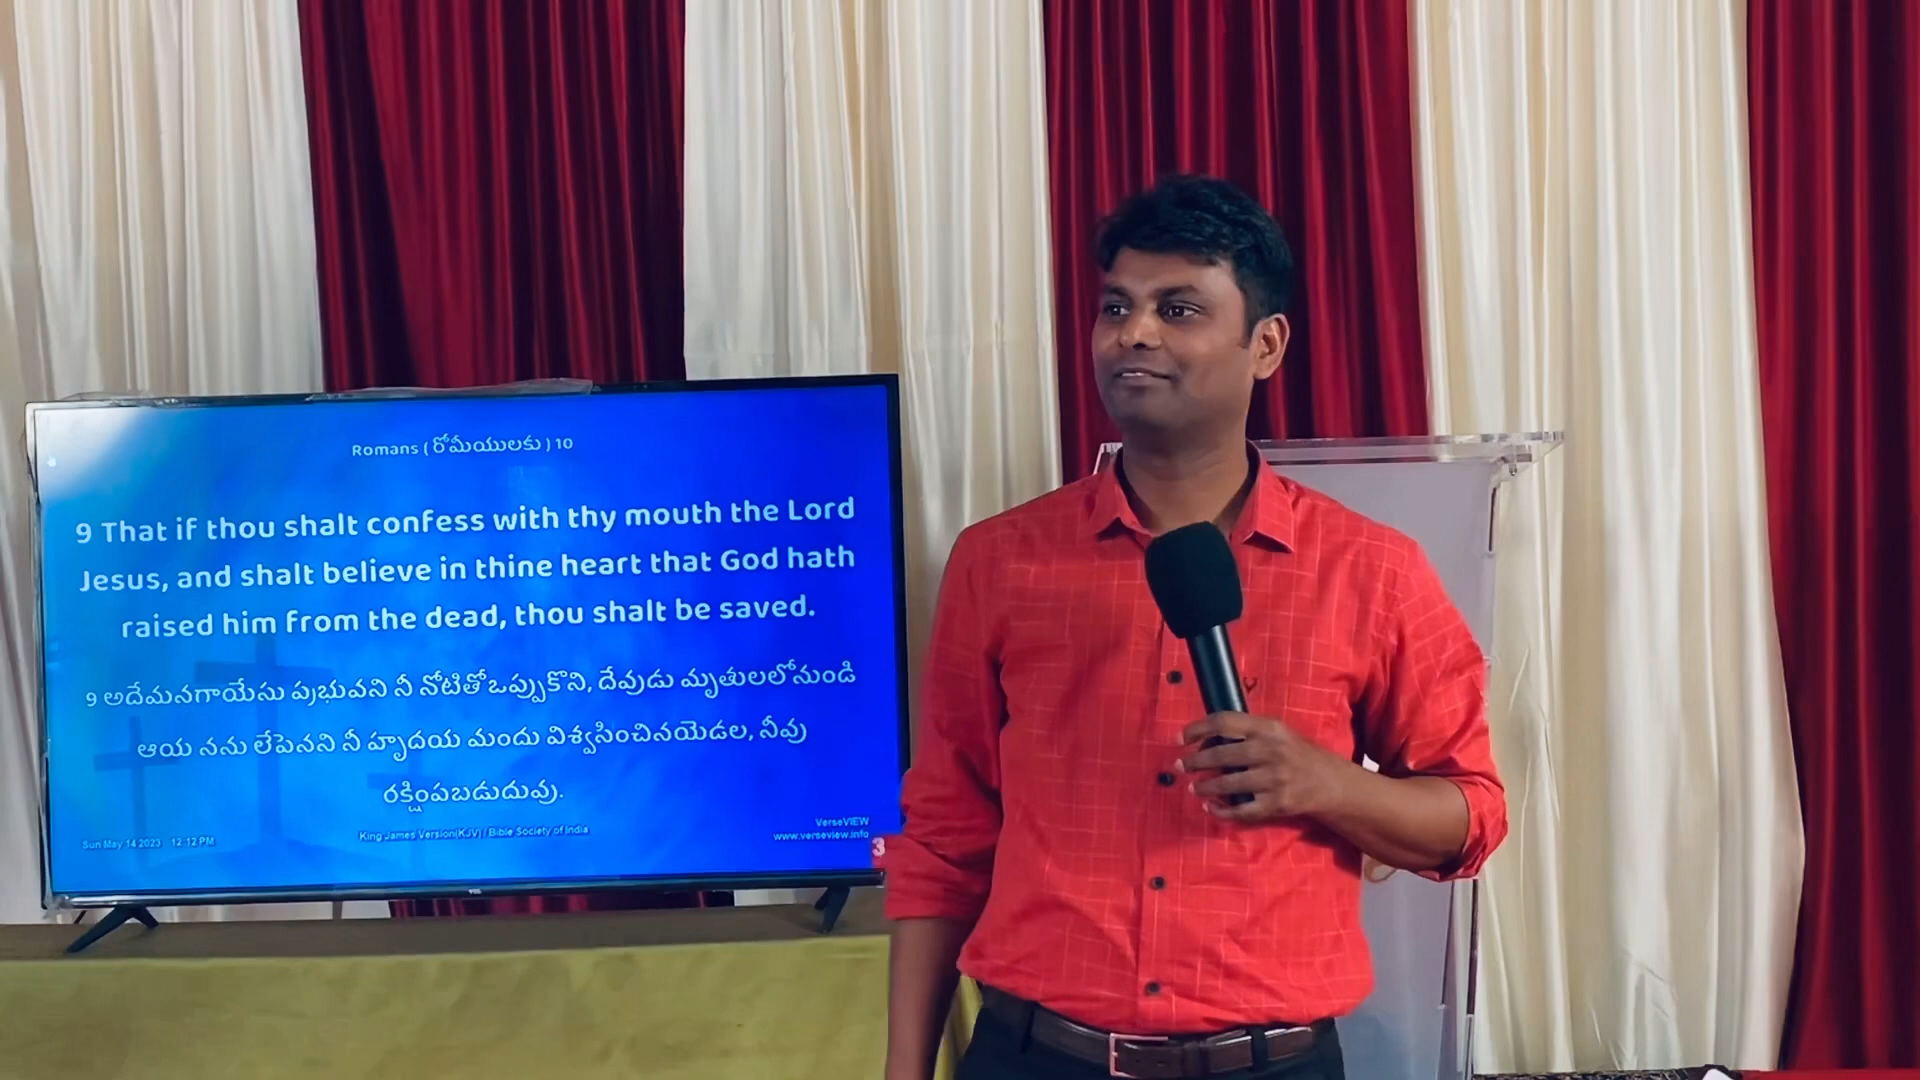 Romans ( రోమీయులకు ) 10
9 That if thou shalt confess with thy mouth the Lord
Jesus, and shalt believe in thine heart that God hath
raised him from the dead, thou shalt be saved.
9 అదేమనగాయేసు ప్రభువని నీ నోటితో ఒప్పుకొని, దేవుడు మృతులలోనుండి
ఆయ నను లేపెనని నీ హృదయ మందు విశ్వసించినయెడల, నీవు
రక్షింపబడుదువు.
Sun May 14 2023 12:12 PM
King James Version(KJV) / Bible Society of India
VerseVIEW
www.verseview.info
3